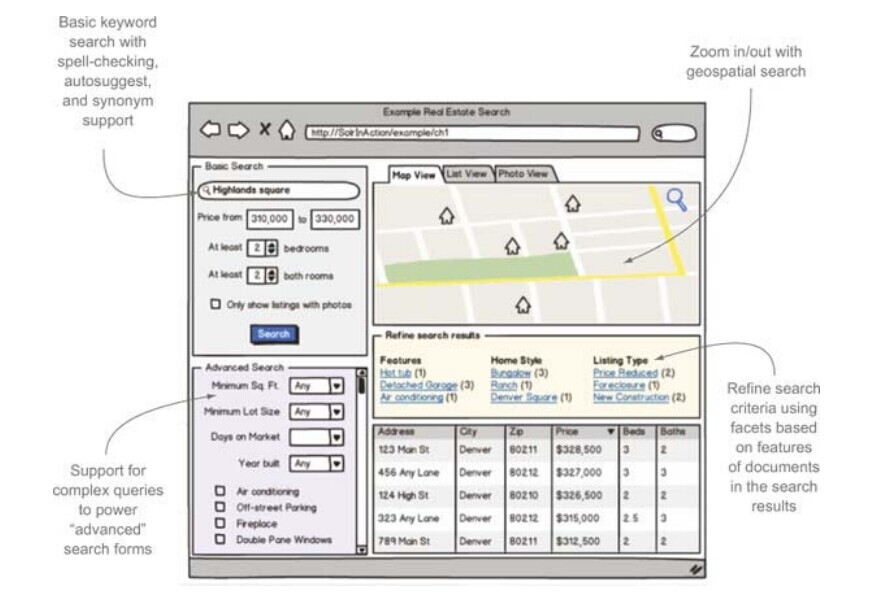 Basic keyword
search with
spell-checking,
autosuggest,
and synonym
support
Zoom in/out with
geospatial search
Example Real Estate Search
http://SolrInAction/example/ch1
Basic Search
Highlands square
Price from 310,000 to 330,000
At least 2 bedrooms
At least 2 bath rooms
Only show listings with photos
Search
Map View List View Photo View
Refine search results
Features Home Style Listing Type
Hot tub (1) Bungalow (3) Price Reduced (2)
Detached Garage (3) Ranch (1) Foreclosure (1)
Air conditioning (1) Denver Square (1) New Construction (2)
Advanced Search
Minimum Sq. Ft. Any
Minimum Lot Size Any
Days on Market
Year built Any
Air conditioning
Off-street Parking
Fireplace
Double Pane Windows
Address City Zip Price Beds Baths
123 Main St Denver 80211 $328,500 3 2
456 Any Lane Denver 80212 $327,000 3 3
124 High St Denver 80210 $326,500 2 2
323 Any Lane Denver 80212 $315,000 2.5 3
789 Main St Denver 80211 $312,500 2 2
Support for
complex queries
to power
“advanced”
search forms
Refine search
criteria using
facets based
on features
of documents
in the search
results